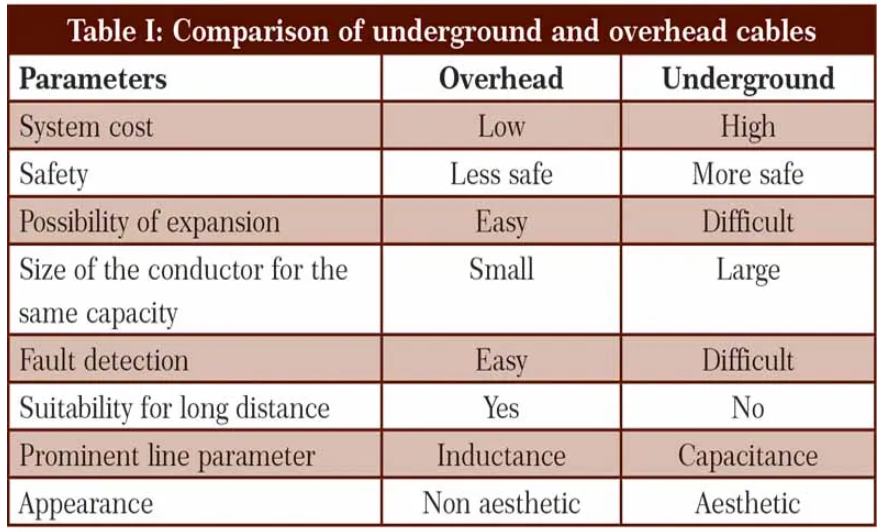 Table I: Comparison of underground and overhead cables
Parameters Overhead Underground
System cost Low High
Safety Less safe More safe
Possibility of expansion Easy Difficult
Size of the conductor for the Small Large
same capacity
Fault detection Easy Difficult
Suitability for long distance Yes No
Prominent line parameter Inductance Capacitance
Appearance Non aesthetic Aesthetic